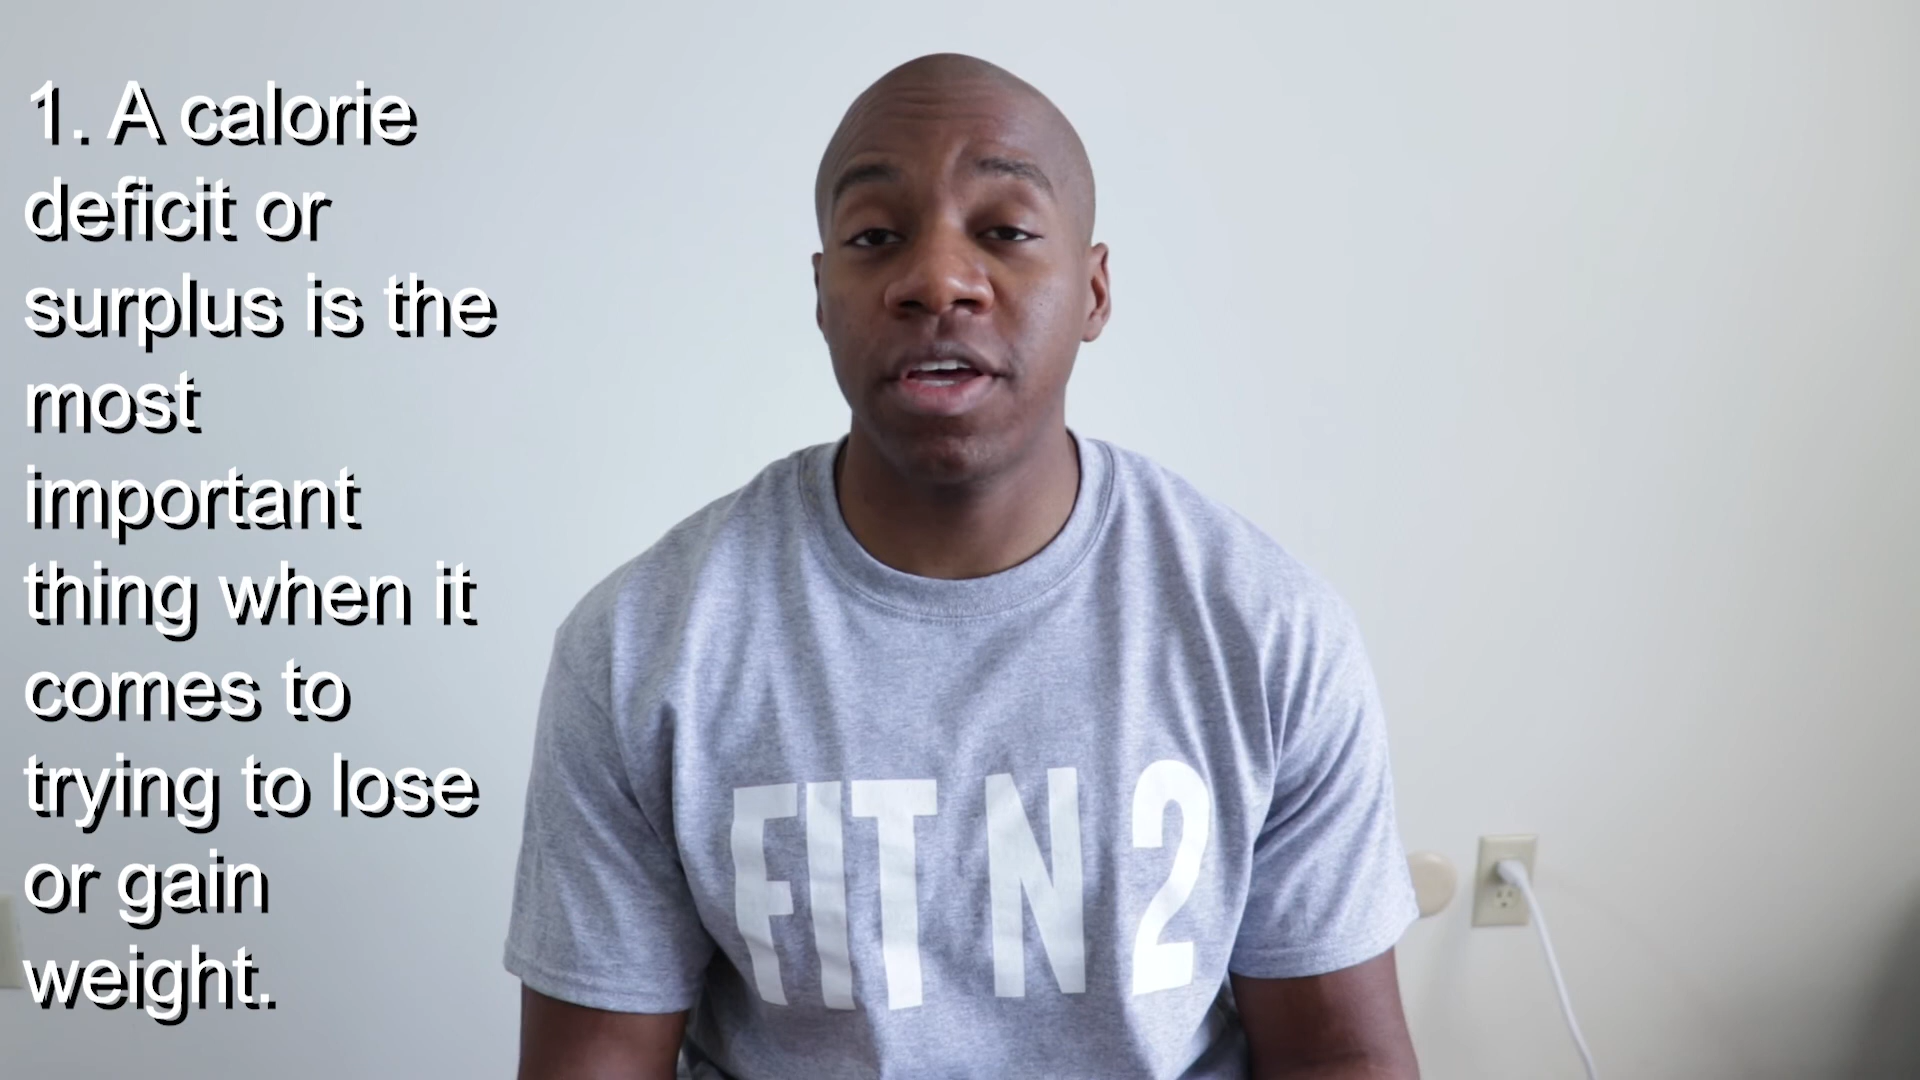 1. A calorie
deficit or
surplus is the
most
important
thing when it
comes to
trying to lose
or gain
weight.
FIT N 2